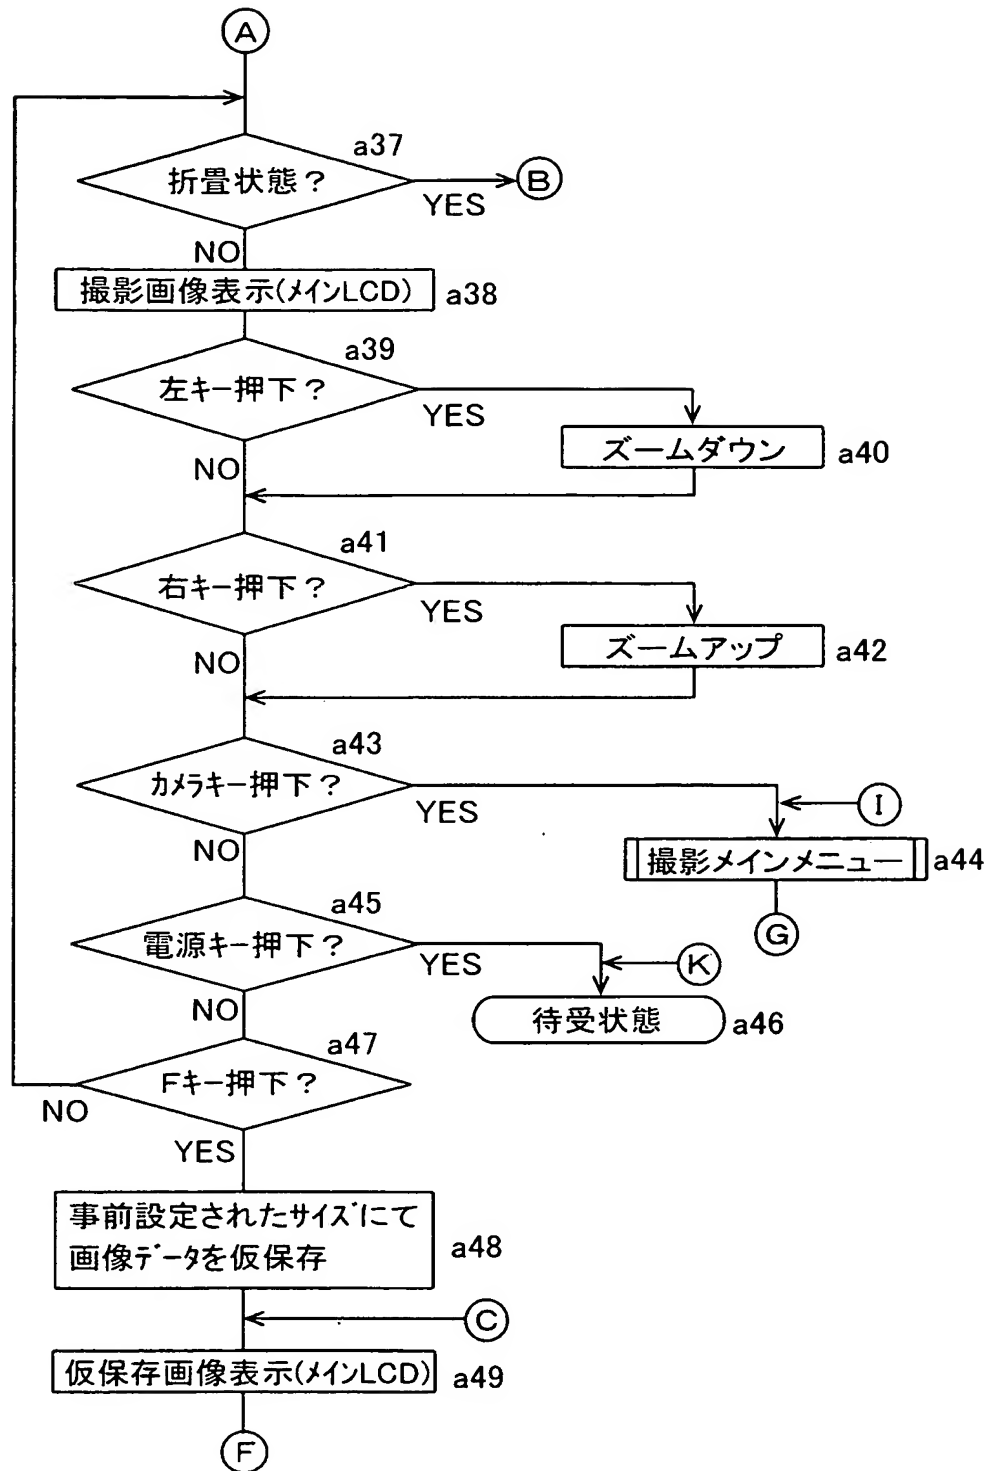 A
a37
折畳状態？
B
YES
NO
撮影画像表示(メインLCD)
a38
a39
左キー押下？
YES
ズームダウン
a40
NO
a41
右キー押下？
YES
ズームアップ
a42
NO
a43
カメラキー押下？
YES
I
NO
撮影メインメニュー
a44
a45
G
電源キー押下？
YES
K
NO
待受状態
a46
a47
Fキー押下？
NO
YES
事前設定されたサイズにて
画像データを仮保存
a48
C
仮保存画像表示(メインLCD)
a49
F